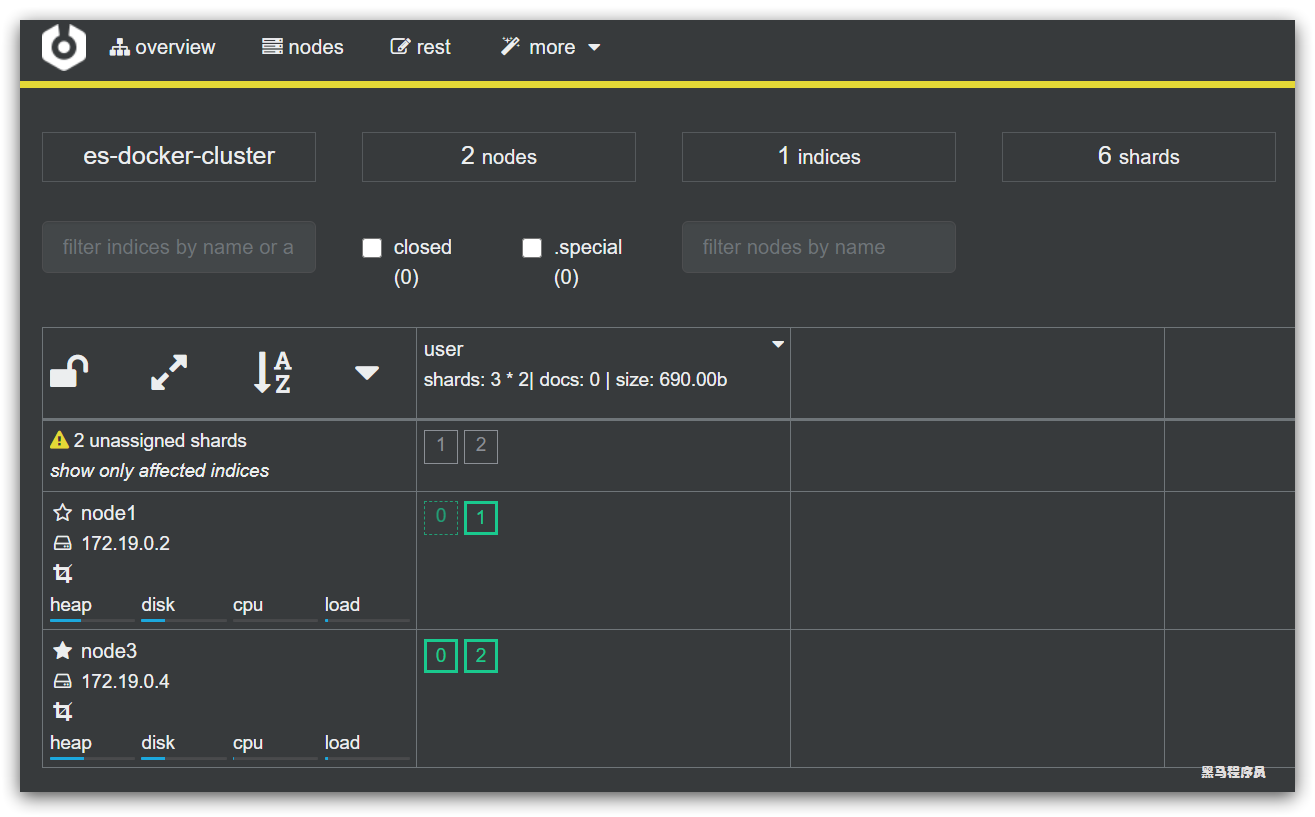 overview nodes rest more
es-docker-cluster 2 nodes 1 indices 6 shards
filter indices by name or a closed .special filter nodes by name
(0) (0)
A
Z
user
shards: 3 * 2| docs: 0 | size: 690.00b
2 unassigned shards 1 2
show only affected indices
node1 0 1
172.19.0.2
heap disk cpu load
node3 0 2
172.19.0.4
heap disk cpu load
黑马程序员